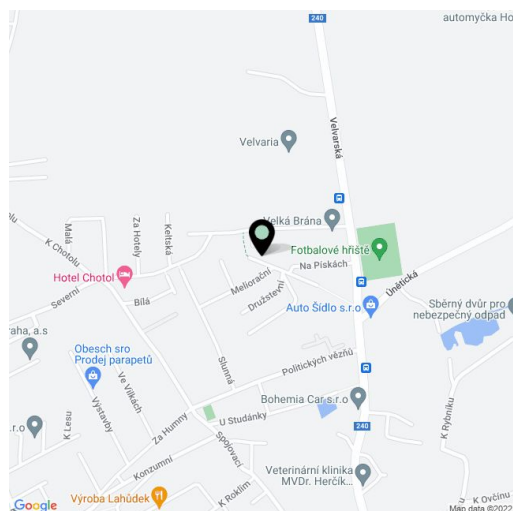 240
automyčka Ho
Velvarská
Velvaria
Velká Brána
Malá
Za Hotely
Keltská
K Chotolu
olu
Fotbalové hřiště
Na Pískách
Hotel Chotol
Meliorační
Severní
Družstevní
Únětická
Bílá
Auto Šídlo s.r.o
Sběrný dvůr pro
nebezpečný odpad
raha, a.s
Obesch sro
Prodej parapetů
Slunná
Politických vězňů
Ve Vilkách
Výstavby
Bohemia Car s.r.o
Za Humny
U Studánky
240
.r.o
K Lesu
Spojovací
K Rybníku
Konzumní
Veterinární klinika
MVDr. Herčík...
K Roklim
Výroba Lahůdek
K Ovčínu
Google
Map data ©2022